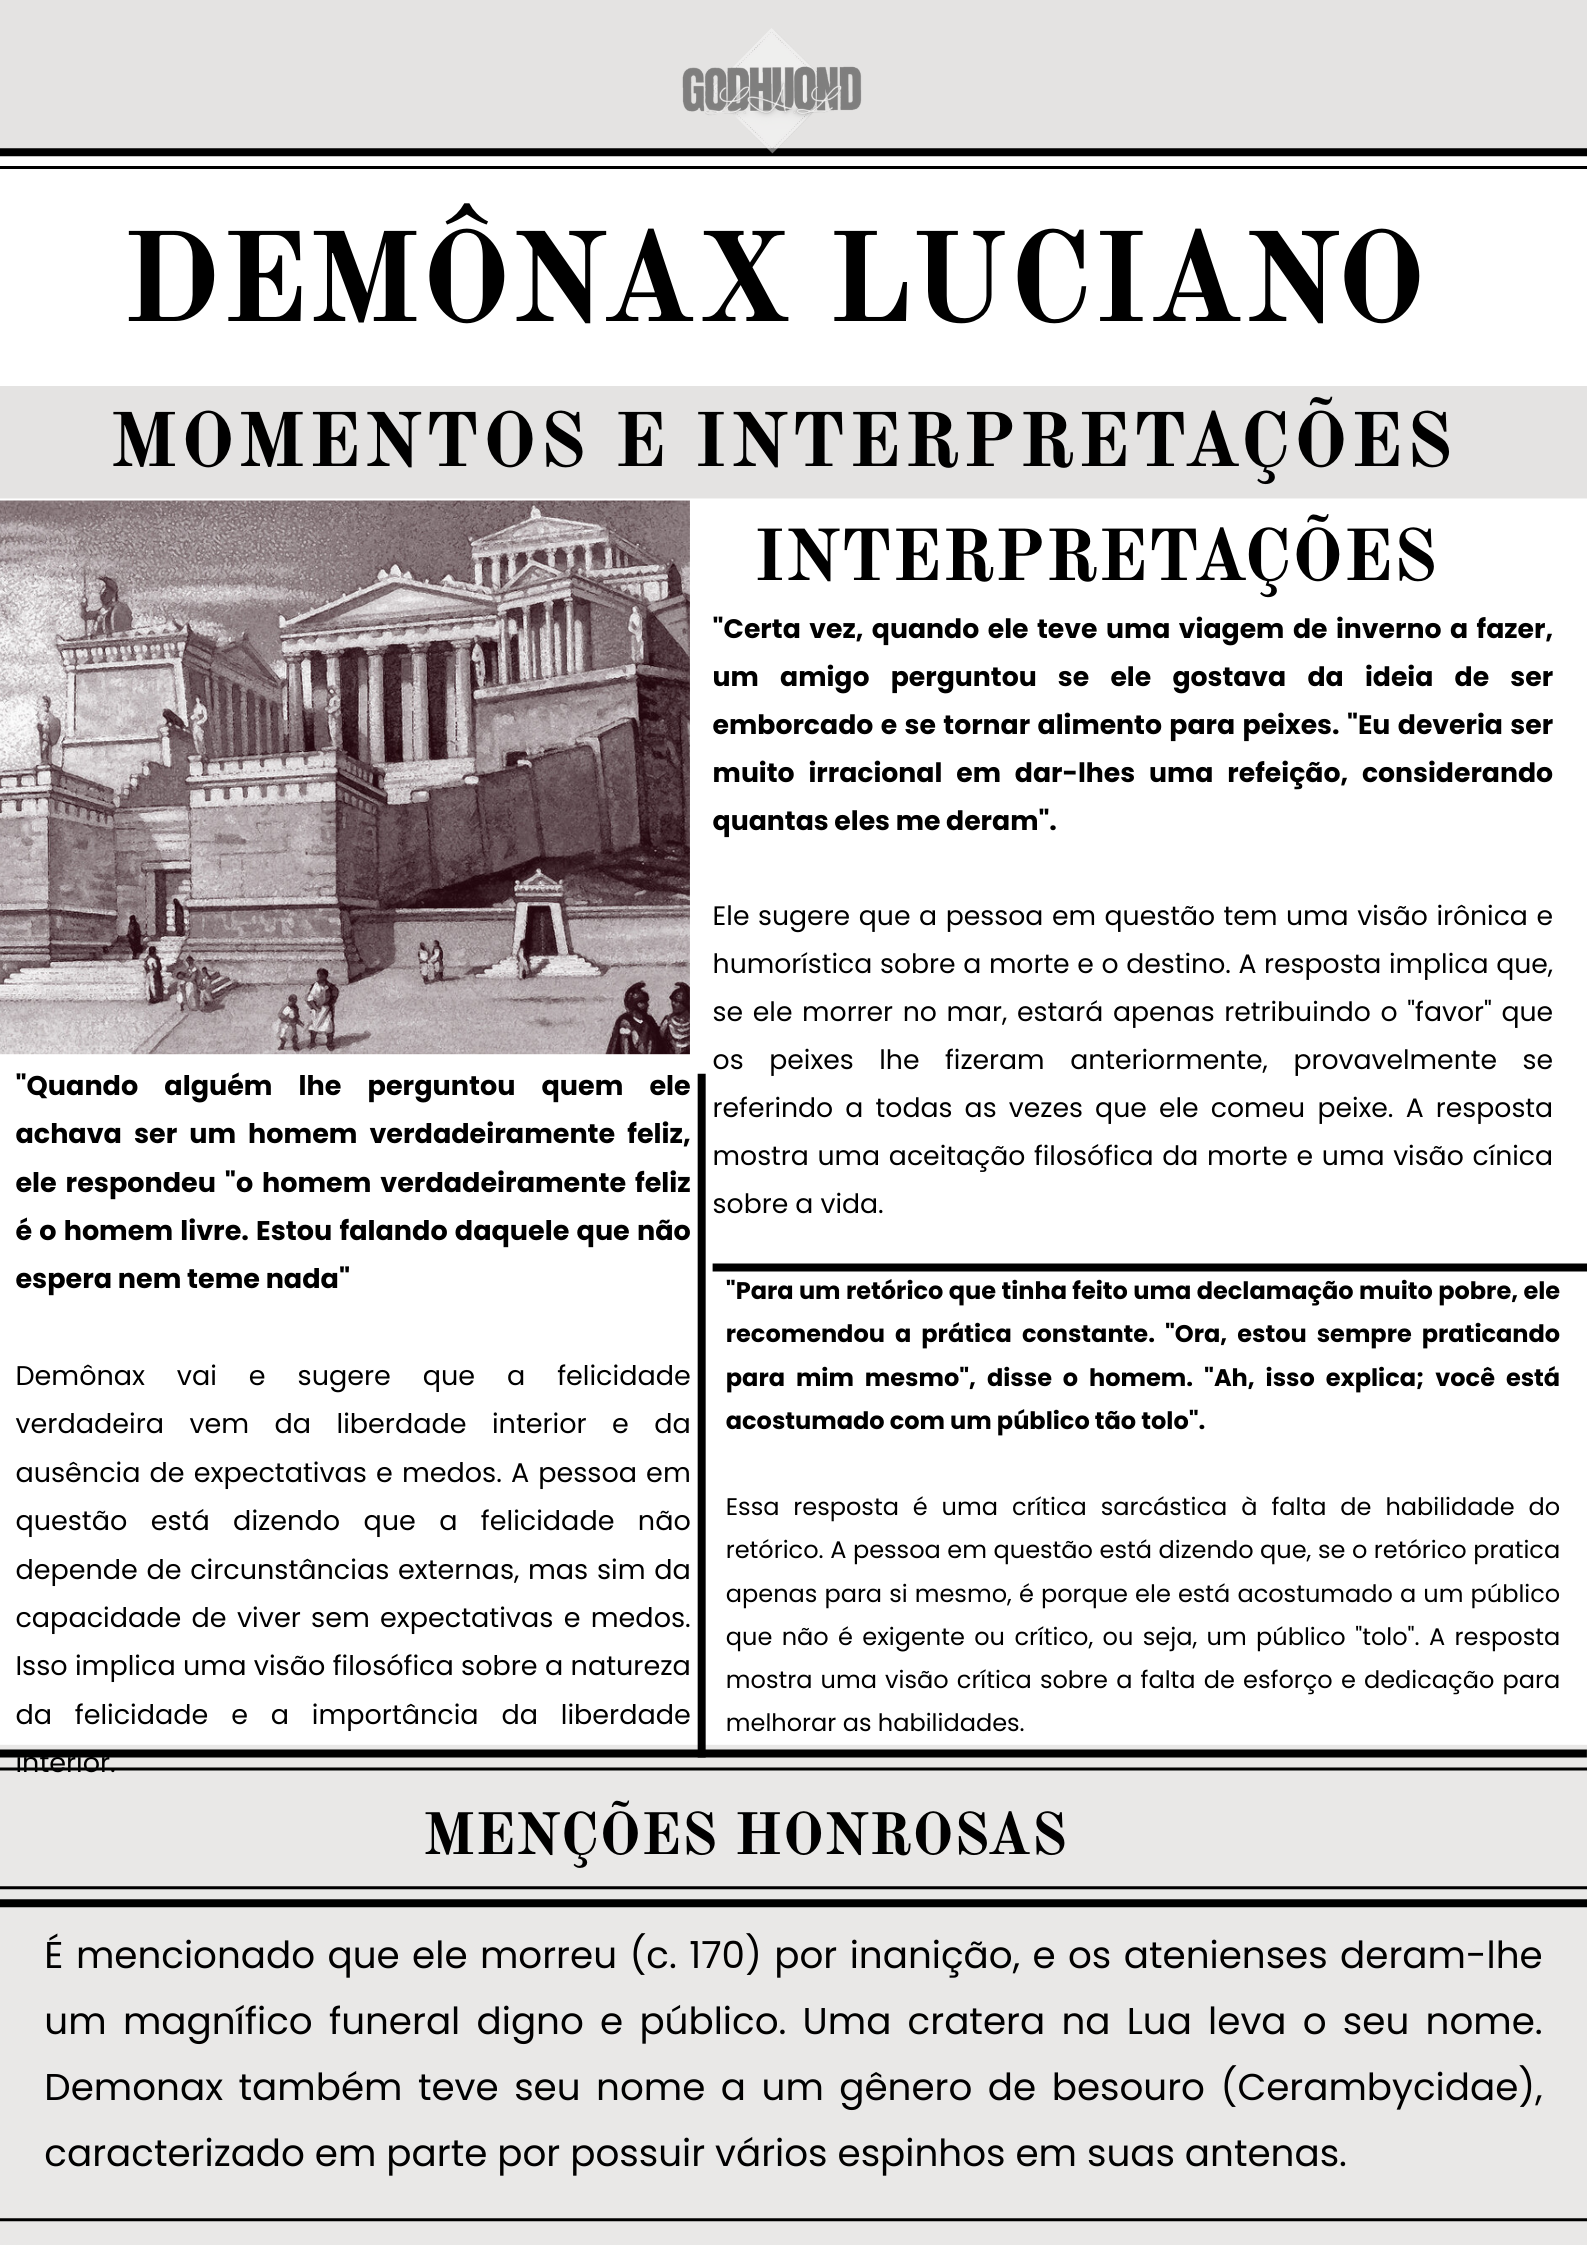 GODHUOND
DEMÔNAX LUCIANO
MOMENTOS E INTERPRETAÇÕES
"Quando alguém lhe perguntou quem ele
achava ser um homem verdadeiramente feliz,
ele respondeu "o homem verdadeiramente feliz
é o homem livre. Estou falando daquele que não
espera nem teme nada"
Demônax vai e sugere que a felicidade
verdadeira vem da liberdade interior e da
ausência de expectativas e medos. A pessoa em
questão está dizendo que a felicidade não
depende de circunstâncias externas, mas sim da
capacidade de viver sem expectativas e medos.
Isso implica uma visão filosófica sobre a natureza
da felicidade e a importância da liberdade
interior.
INTERPRETAÇÕES
"Certa vez, quando ele teve uma viagem de inverno a fazer,
um amigo perguntou se ele gostava da ideia de ser
emborcado e se tornar alimento para peixes. "Eu deveria ser
muito irracional em dar-lhes uma refeição, considerando
quantas eles me deram".
Ele sugere que a pessoa em questão tem uma visão irônica e
humorística sobre a morte e o destino. A resposta implica que,
se ele morrer no mar, estará apenas retribuindo o "favor" que
os peixes lhe fizeram anteriormente, provavelmente se
referindo a todas as vezes que ele comeu peixe. A resposta
mostra uma aceitação filosófica da morte e uma visão cínica
sobre a vida.
"Para um retórico que tinha feito uma declamação muito pobre, ele
recomendou a prática constante. "Ora, estou sempre praticando
para mim mesmo", disse o homem. "Ah, isso explica; você está
acostumado com um público tão tolo".
Essa resposta é uma crítica sarcástica à falta de habilidade do
retórico. A pessoa em questão está dizendo que, se o retórico pratica
apenas para si mesmo, é porque ele está acostumado a um público
que não é exigente ou crítico, ou seja, um público "tolo". A resposta
mostra uma visão crítica sobre a falta de esforço e dedicação para
melhorar as habilidades.
MENÇÕES HONROSAS
É mencionado que ele morreu (c. 170) por inanição, e os atenienses deram-lhe
um magnífico funeral digno e público. Uma cratera na Lua leva o seu nome.
Demonax também teve seu nome a um gênero de besouro (Cerambycidae),
caracterizado em parte por possuir vários espinhos em suas antenas.